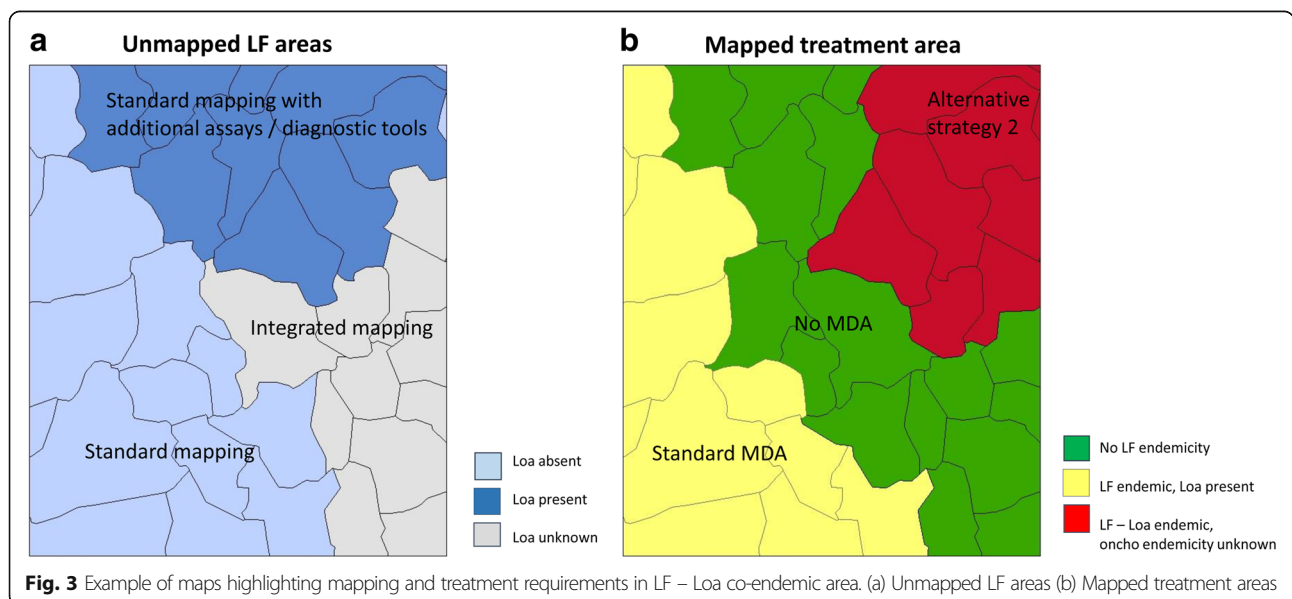 a
Unmapped LF areas
Standard mapping with
additional assays / diagnostic tools
Integrated mapping
Standard mapping
Loa absent
Loa present
Loa unknown
b
Mapped treatment area
Alternative
strategy 2
No MDA
Standard MDA
No LF endemicity
LF endemic, Loa present
LF – Loa endemic,
oncho endemicity unknown
Fig. 3 Example of maps highlighting mapping and treatment requirements in LF – Loa co-endemic area. (a) Unmapped LF areas (b) Mapped treatment areas